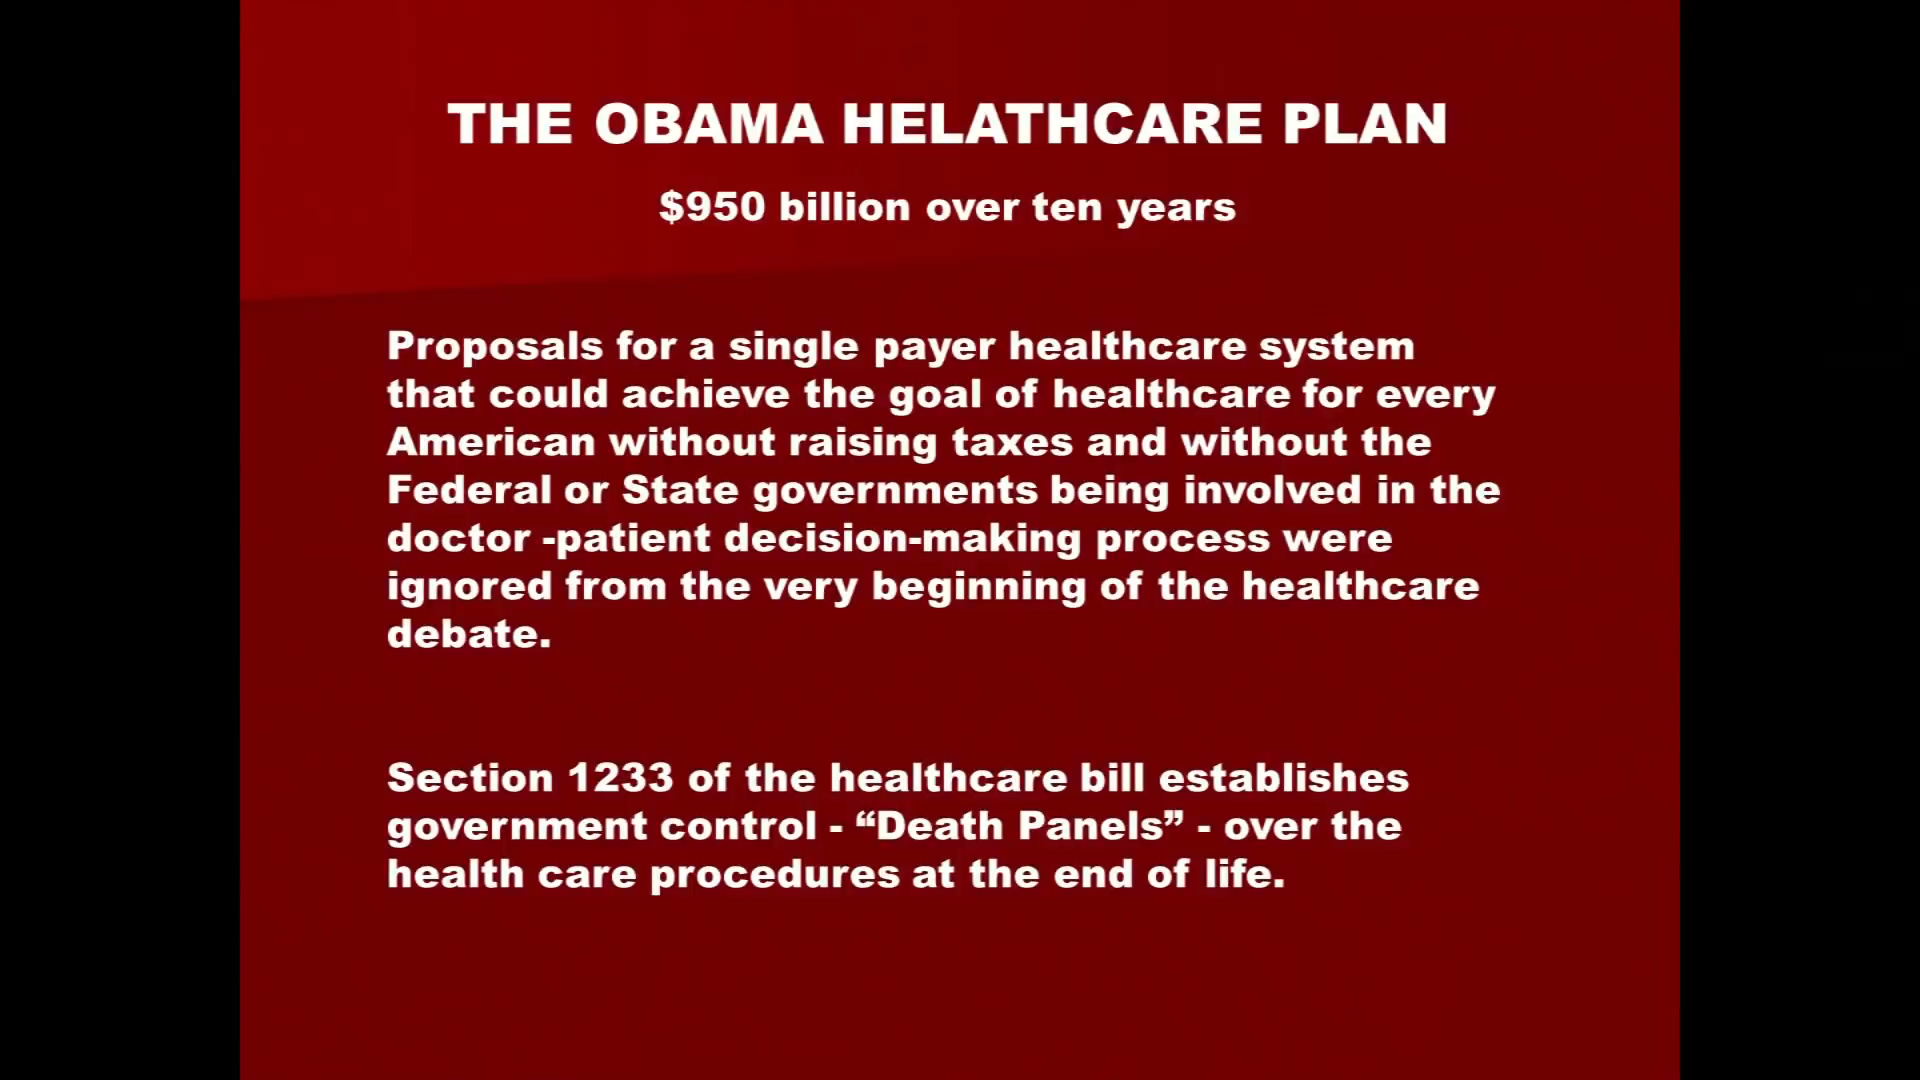 THE OBAMA HELATHCARE PLAN
$950 billion over ten years
Proposals for a single payer healthcare system
that could achieve the goal of healthcare for every
American without raising taxes and without the
Federal or State governments being involved in the
doctor -patient decision-making process were
ignored from the very beginning of the healthcare
debate.
Section 1233 of the healthcare bill establishes
government control - “Death Panels” - over the
health care procedures at the end of life.